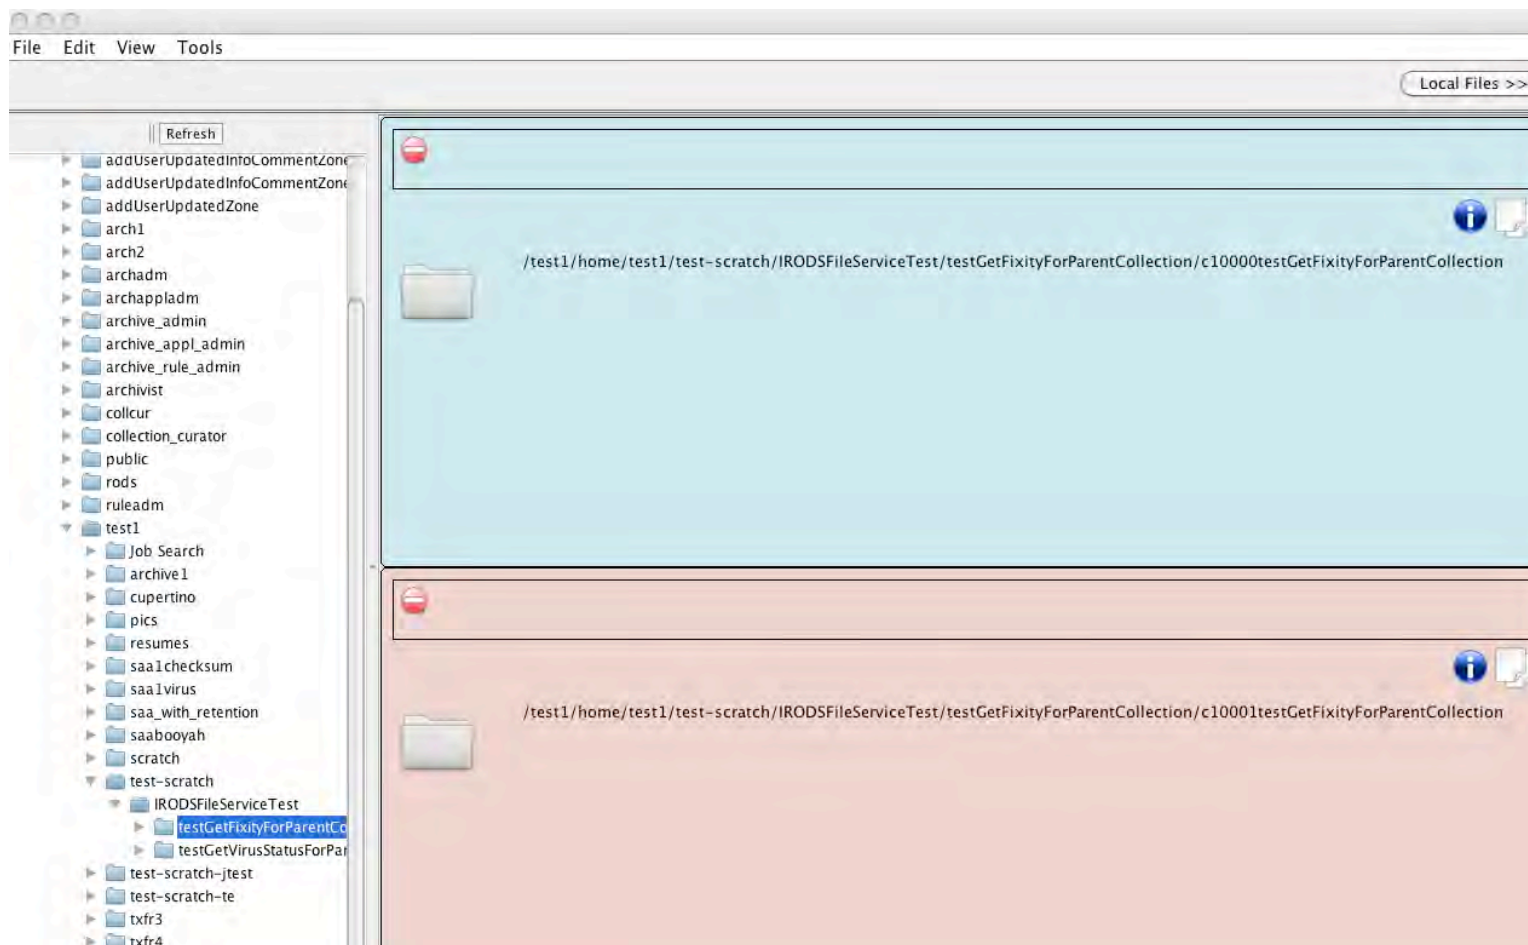 File Edit View Tools
Local Files >>
Refresh
addUserUpdatedInfoCommentZone
addUserUpdatedInfoCommentZone
addUserUpdatedZone
arch1
arch2
archadm
archappladm
archive_admin
archive_appl_admin
archive_rule_admin
archivist
collcur
collection_curator
public
rods
ruleadm
test1
Job Search
archive1
cupertino
pics
resumes
saa1checksum
saa1virus
saa_with_retention
saabooyah
scratch
test-scratch
IRODSFileServiceTest
testGetFixityForParentCo
testGetVirusStatusForPar
test-scratch-jtest
test-scratch-te
txfr3
txfr4
/test1/home/test1/test-scratch/IRODSFileServiceTest/testGetFixityForParentCollection/c10000testGetFixityForParentCollection
/test1/home/test1/test-scratch/IRODSFileServiceTest/testGetFixityForParentCollection/c10001testGetFixityForParentCollection